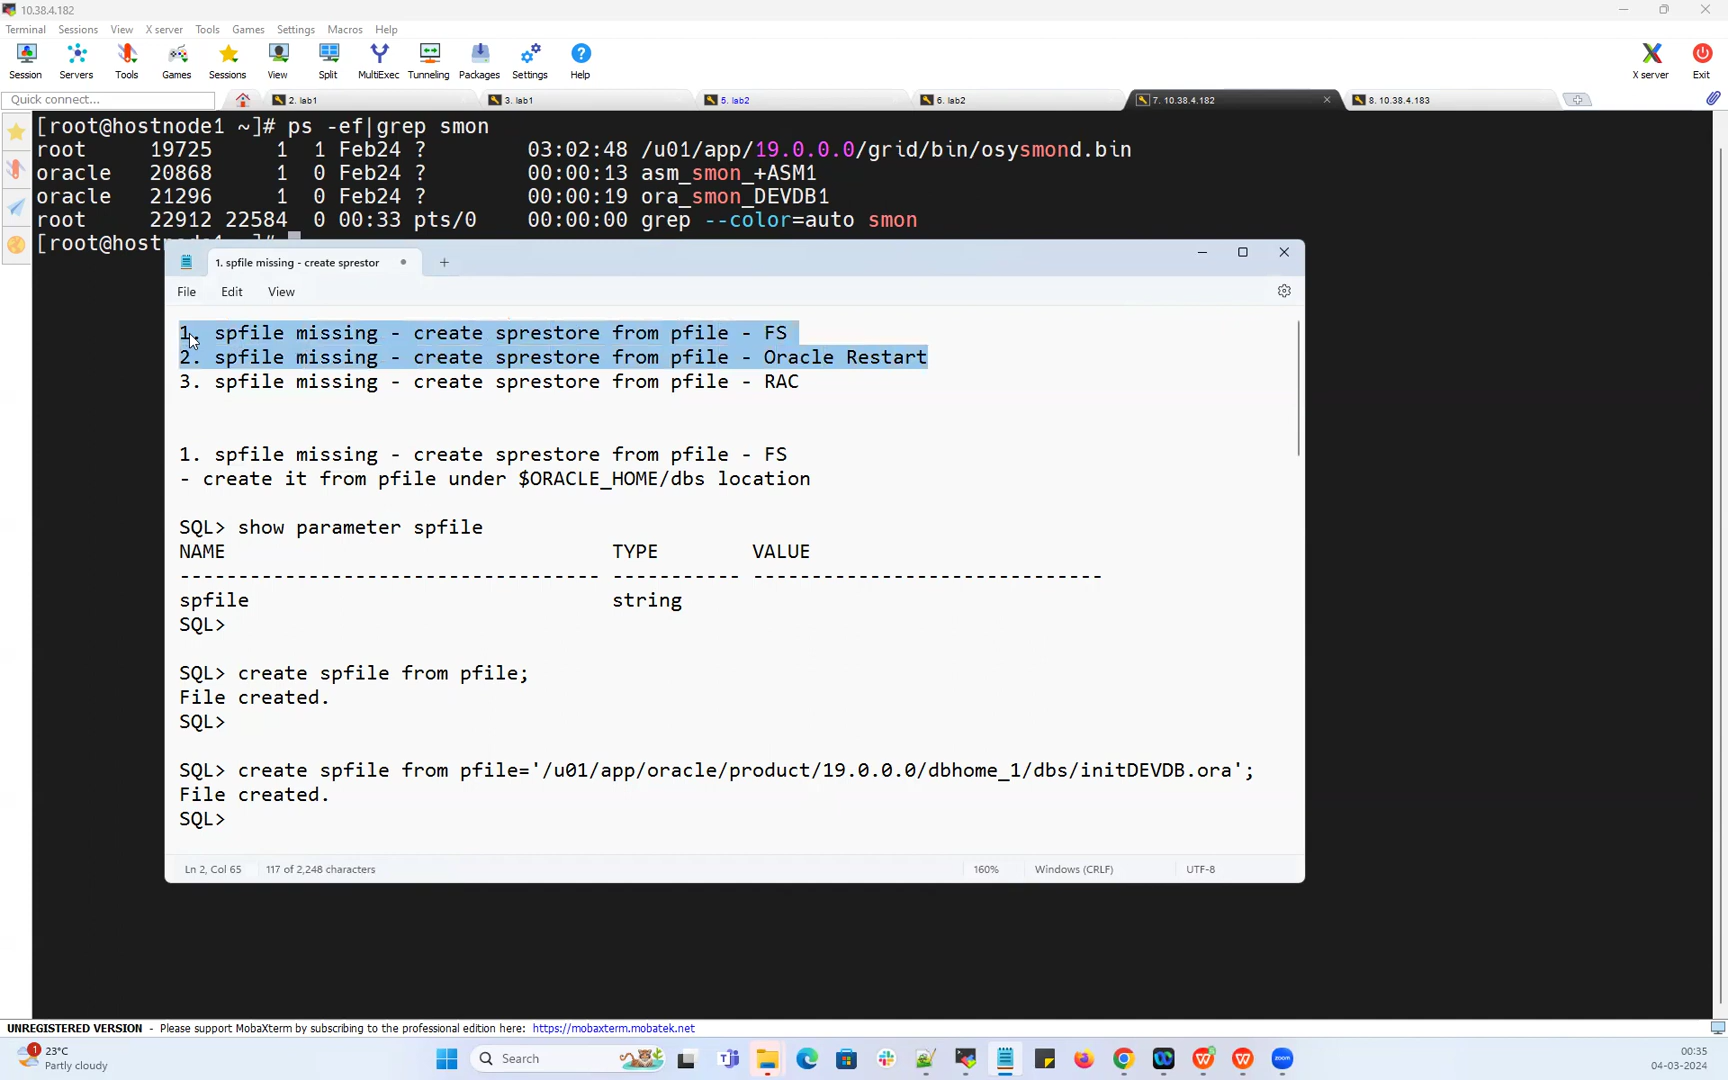 10.38.4.182
Terminal Sessions View X server Tools Games Settings Macros Help
Session Servers Tools Games Sessions View Split MultiExec Tunneling Packages Settings Help X server Exit
Quick connect...
2. lab1
3. lab1
5. lab2
6. lab2
7. 10.38.4.182
8. 10.38.4.183
[root@hostnode1 ~]# ps -ef|grep smon
root 19725 1 1 Feb24 ? 03:02:48 /u01/app/19.0.0.0/grid/bin/osysmond.bin
oracle 20868 1 0 Feb24 ? 00:00:13 asm_smon_+ASM1
oracle 21296 1 0 Feb24 ? 00:00:19 ora_smon_DEVDB1
root 22912 22584 0 00:33 pts/0 00:00:00 grep --color=auto smon
[root@hostnode1 ~]#
1. spfile missing - create sprestor
File Edit View
1. spfile missing - create sprestore from pfile - FS
2. spfile missing - create sprestore from pfile - Oracle Restart
3. spfile missing - create sprestore from pfile - RAC
1. spfile missing - create sprestore from pfile - FS
- create it from pfile under $ORACLE_HOME/dbs location
SQL> show parameter spfile
NAME TYPE VALUE
------------------------------------ ----------- ------------------------------
spfile string
SQL>
SQL> create spfile from pfile;
File created.
SQL>
SQL> create spfile from pfile='/u01/app/oracle/product/19.0.0.0/dbhome_1/dbs/initDEVDB.ora';
File created.
SQL>
Ln 2, Col 65 117 of 2,248 characters 160% Windows (CRLF) UTF-8
UNREGISTERED VERSION - Please support MobaXterm by subscribing to the professional edition here: https://mobaxterm.mobatek.net
1
23°C
Partly cloudy
Search
zoom
00:35
04-03-2024